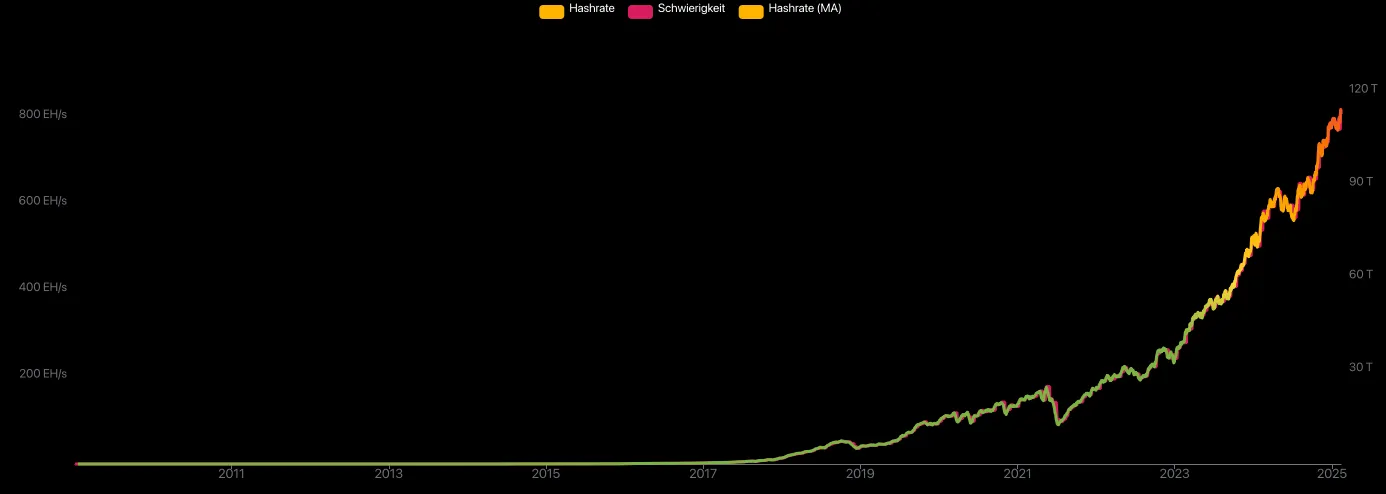 Hashrate Schwierigkeit Hashrate (MA)
120 T
800 EH/s
600 EH/s
90 T
400 EH/s
60 T
200 EH/s
30 T
2011 2013 2015 2017 2019 2021 2023 2025